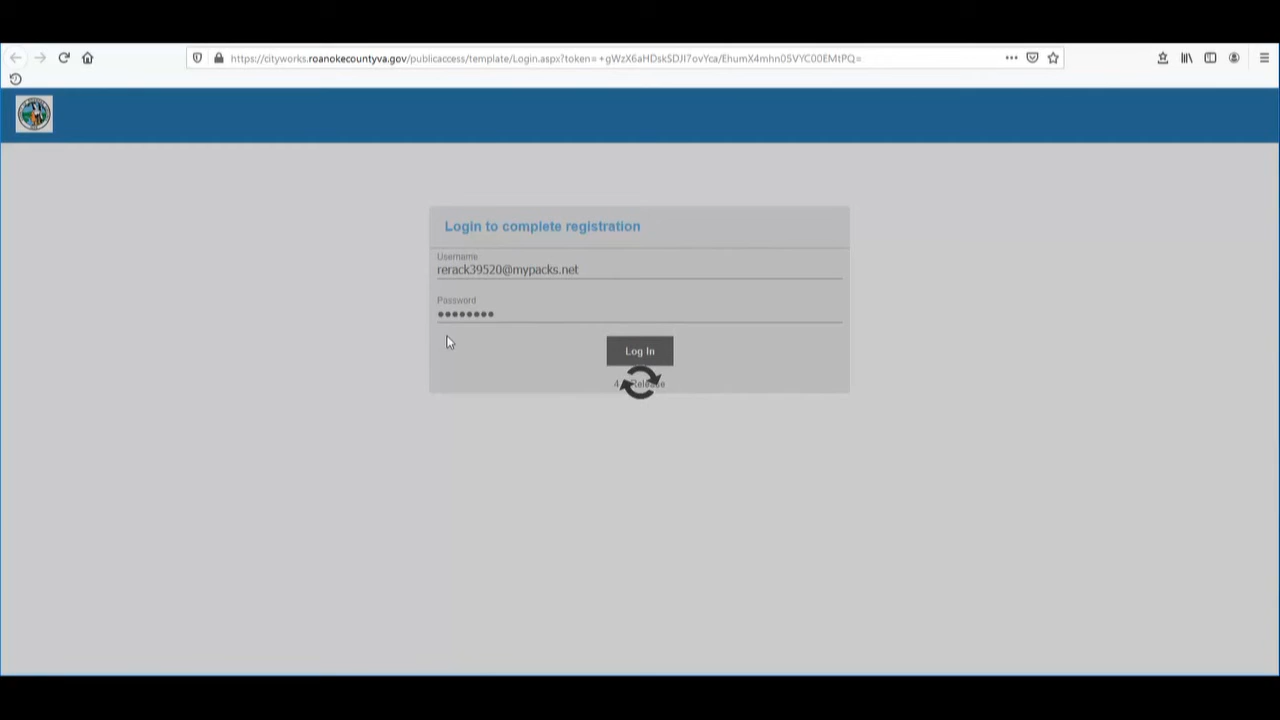 https://cityworks.roanokecountyva.gov/publicaccess/template/Login.aspx?token=+gWzX6aHDskSDJI7ovYca/EhumX4mhn05VYC00EMtPQ=
Login to complete registration
Username
rerack39520@mypacks.net
Password
Log In
Release